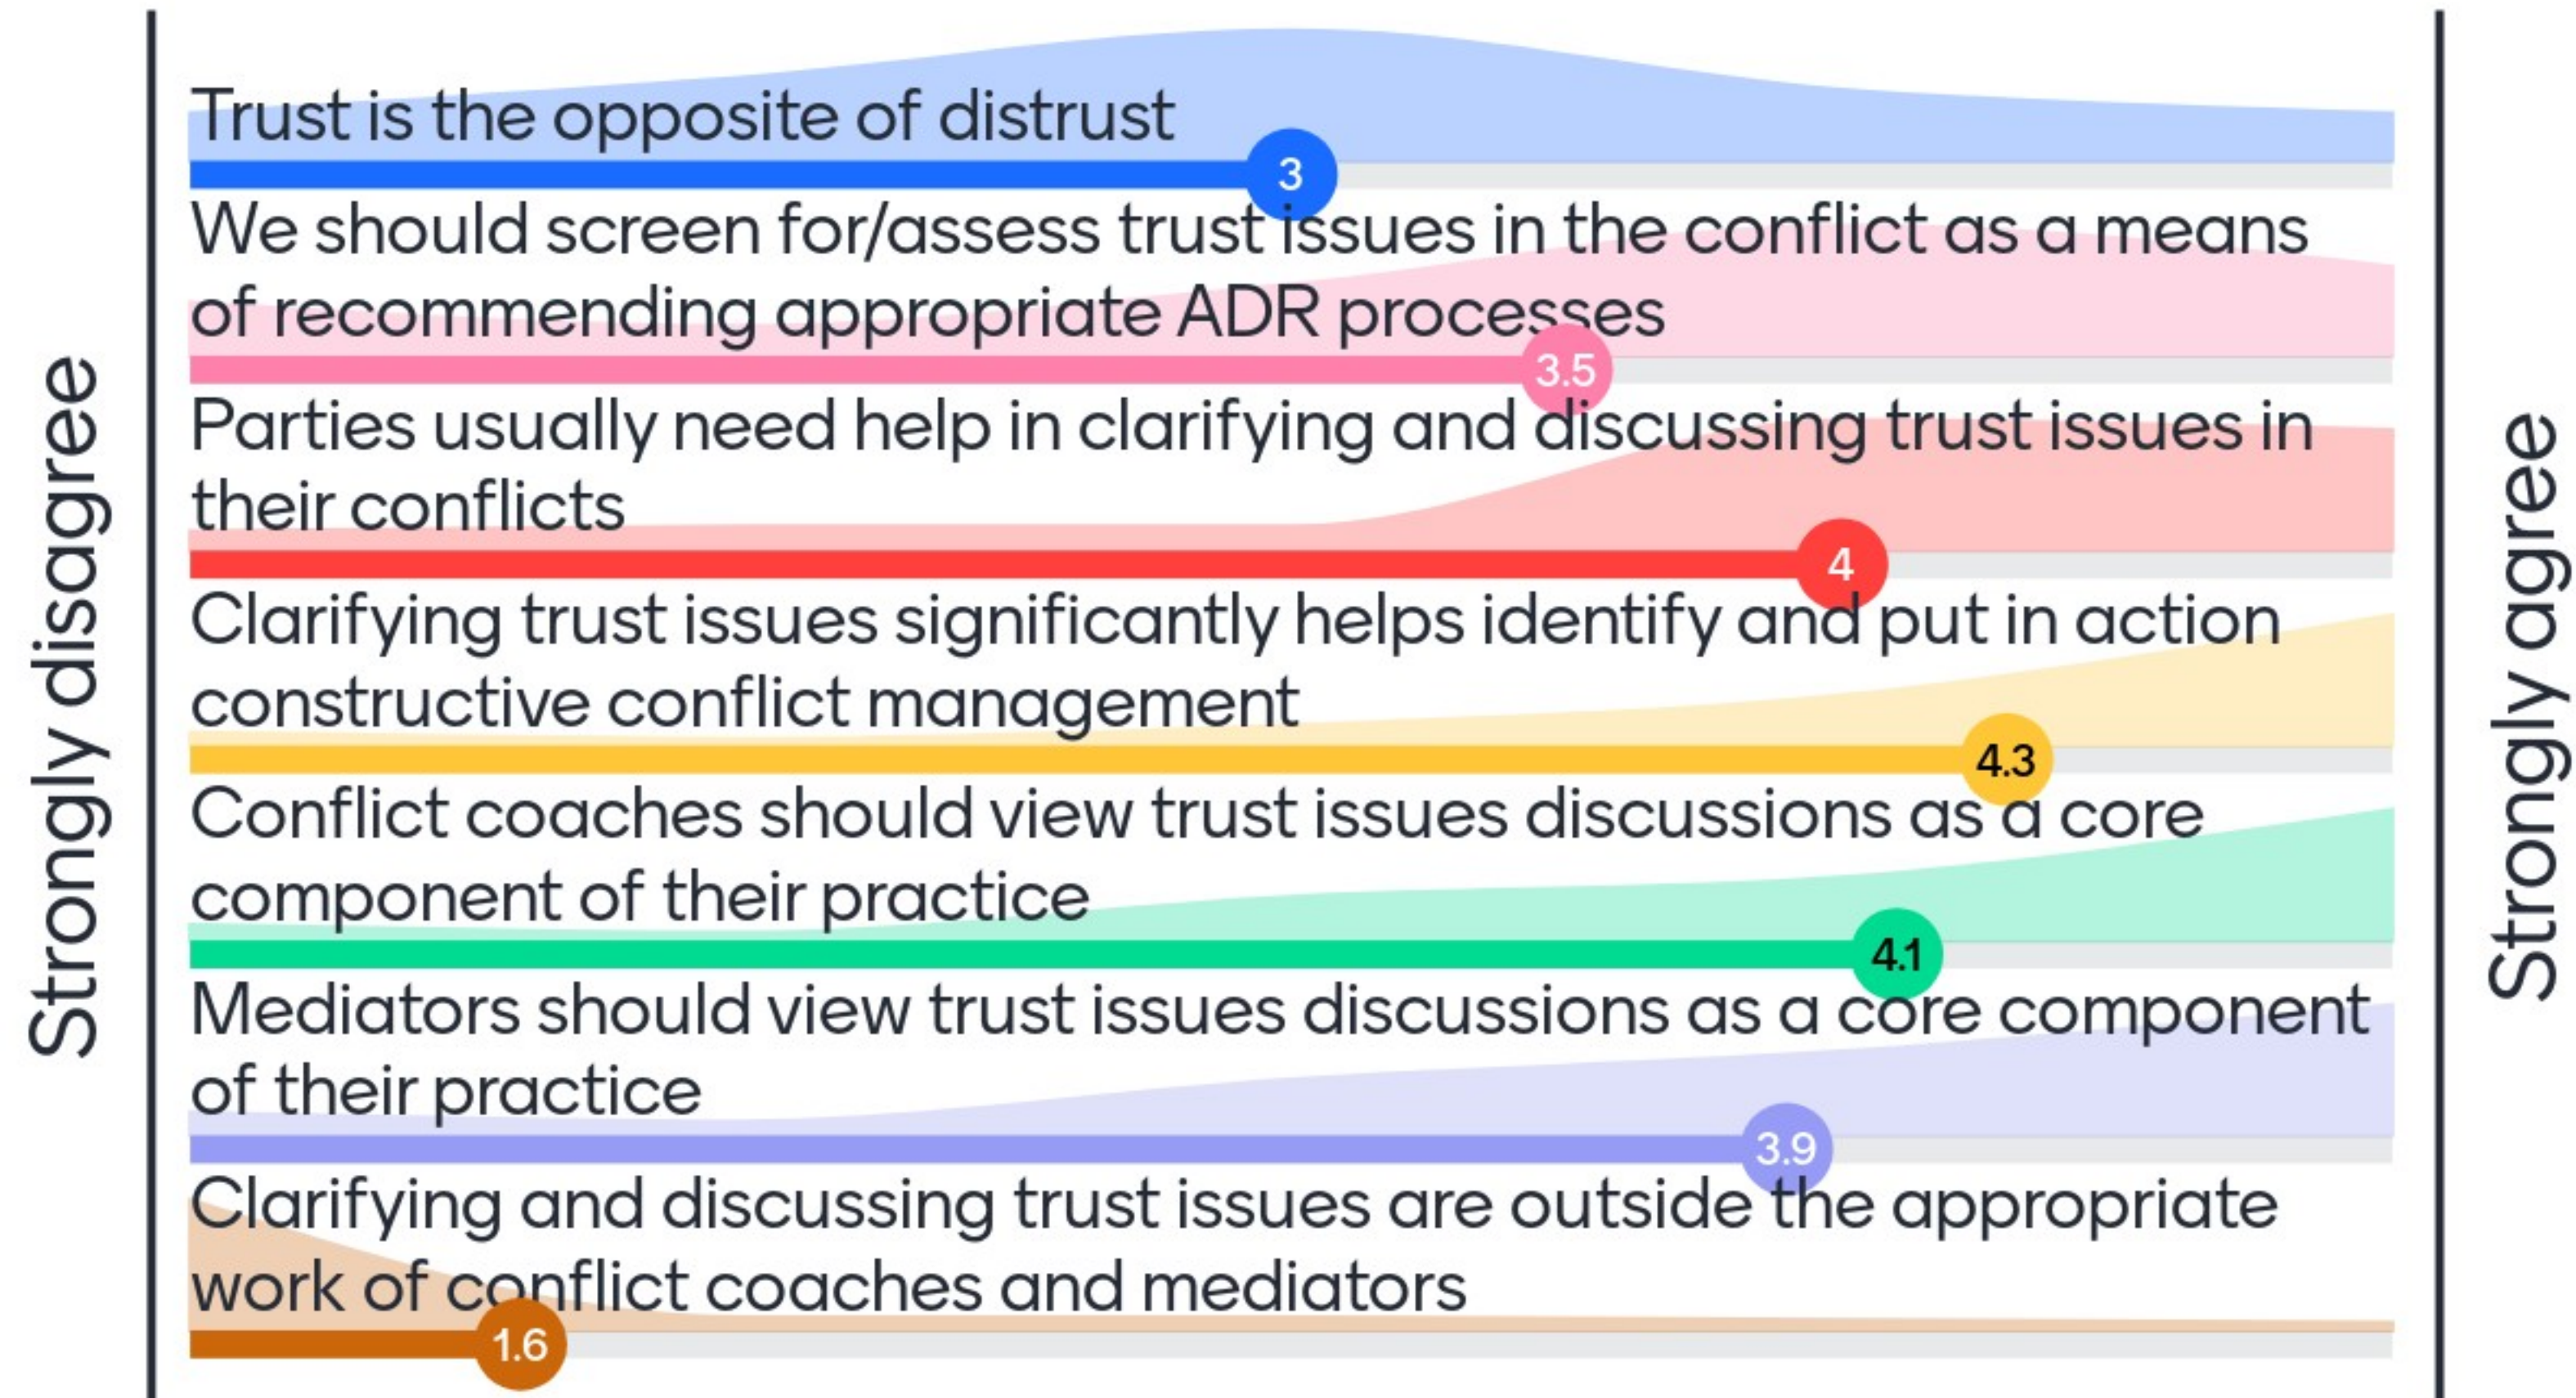 Strongly disagree
Trust is the opposite of distrust
3
We should screen for/assess trust issues in the conflict as a means
of recommending appropriate ADR processes
3.5
Parties usually need help in clarifying and discussing trust issues in
their conflicts
4
Clarifying trust issues significantly helps identify and put in action
constructive conflict management
4.3
Conflict coaches should view trust issues discussions as a core
component of their practice
4.1
Mediators should view trust issues discussions as a core component
of their practice
3.9
Clarifying and discussing trust issues are outside the appropriate
work of conflict coaches and mediators
1.6
Strongly agree